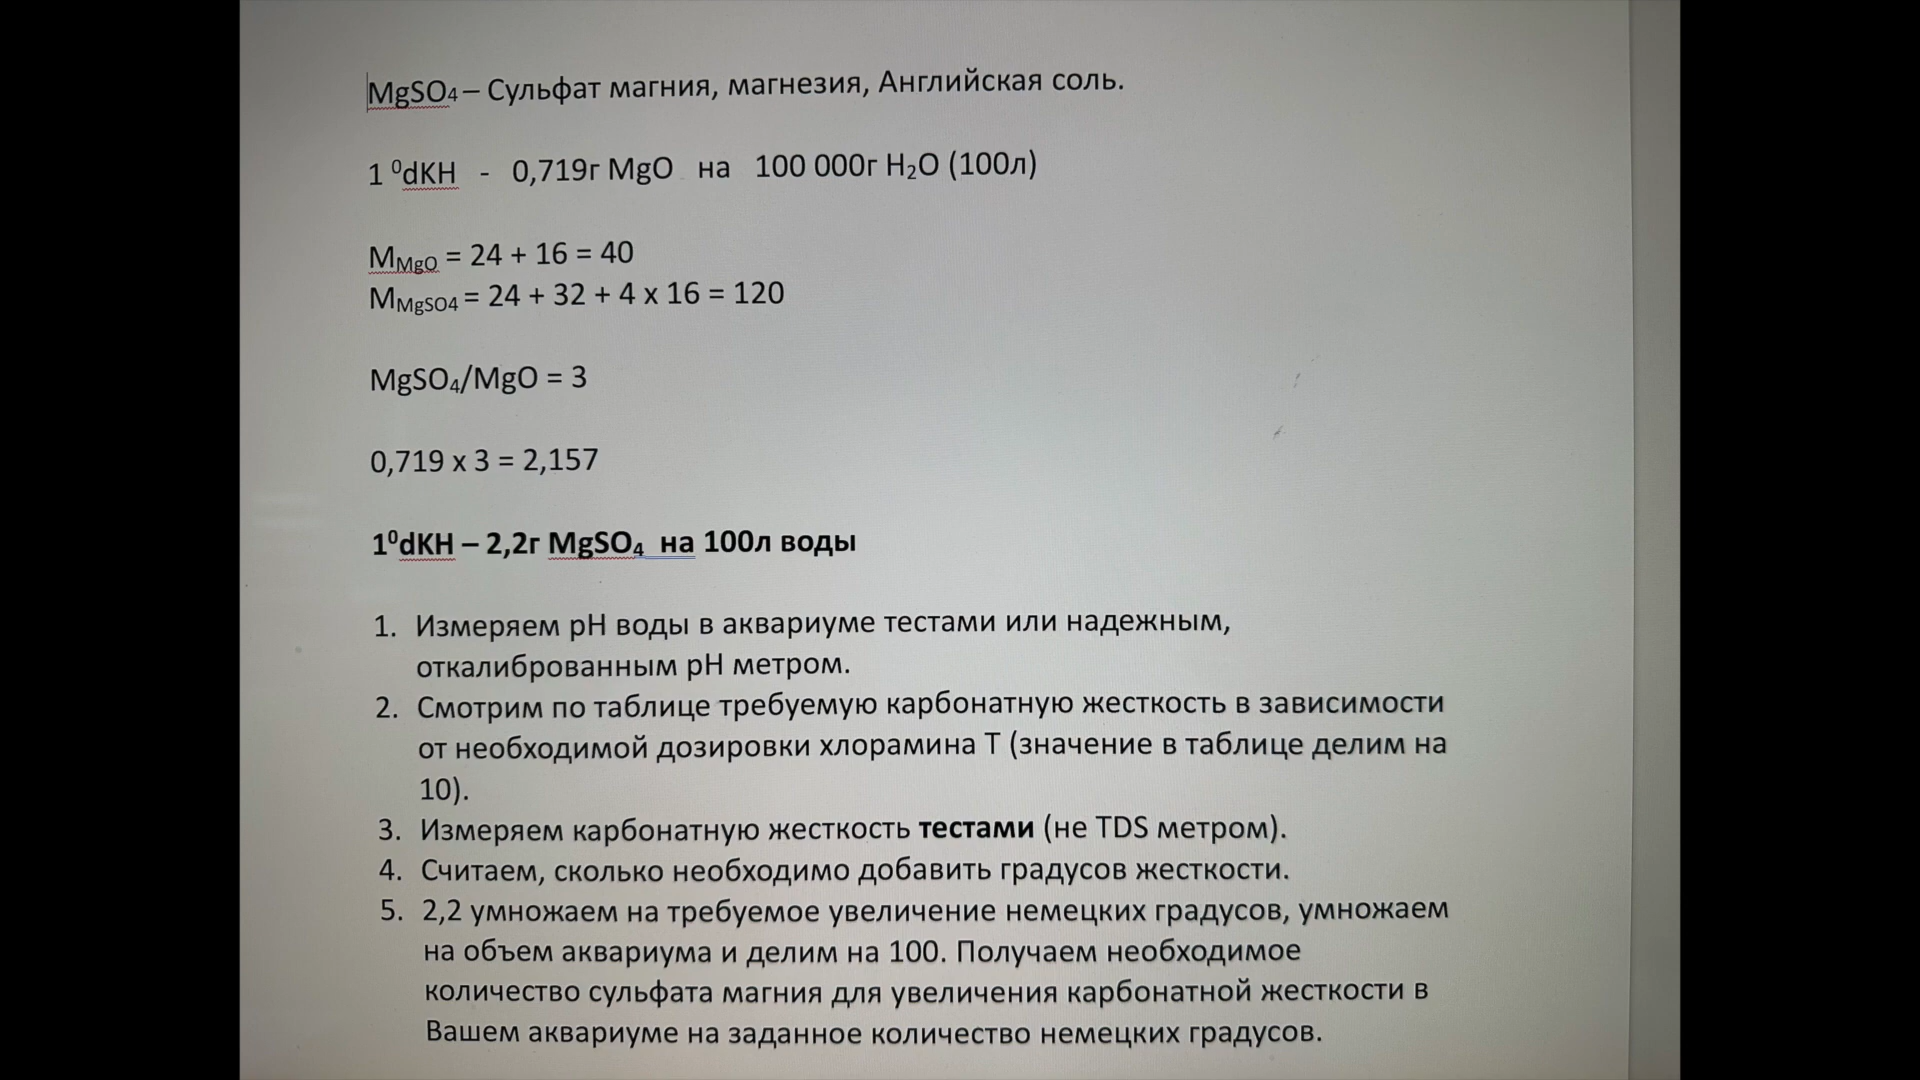 MgSO4 – Сульфат магния, магнезия, Английская соль.
1 ⁰dKH - 0,719г MgO на 100 000г H₂O (100л)
M MgO = 24 + 16 = 40
M MgSO4 = 24 + 32 + 4 x 16 = 120
MgSO₄/MgO = 3
0,719 x 3 = 2,157
1⁰dKH – 2,2г MgSO₄ на 100л воды
1. Измеряем pH воды в аквариуме тестами или надежным,
откалиброванным pH метром.
2. Смотрим по таблице требуемую карбонатную жесткость в зависимости
от необходимой дозировки хлорамина Т (значение в таблице делим на
10).
3. Измеряем карбонатную жесткость тестами (не TDS метром).
4. Считаем, сколько необходимо добавить градусов жесткости.
5. 2,2 умножаем на требуемое увеличение немецких градусов, умножаем
на объем аквариума и делим на 100. Получаем необходимое
количество сульфата магния для увеличения карбонатной жесткости в
Вашем аквариуме на заданное количество немецких градусов.